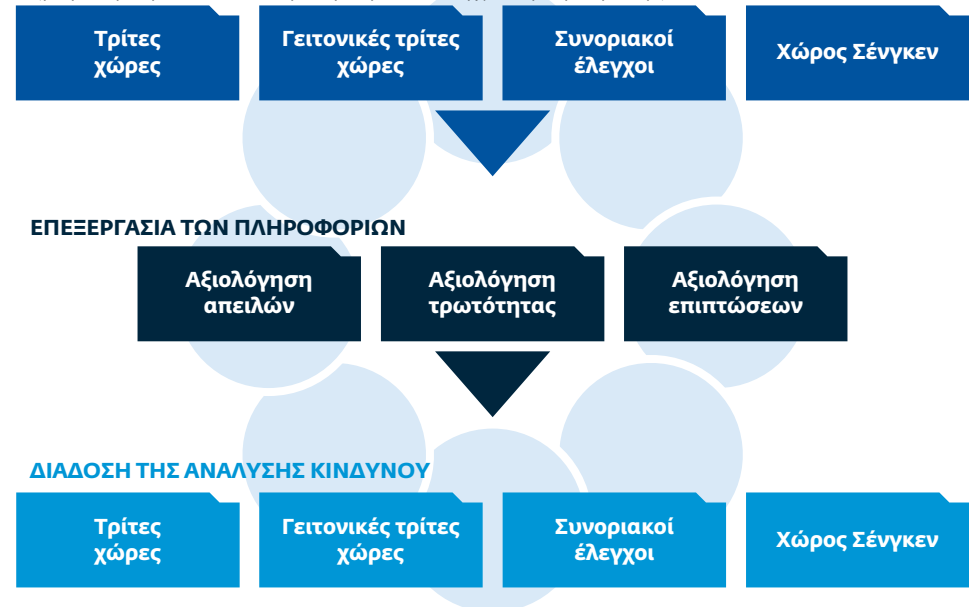 Τρίτες
χώρες
Γειτονικές τρίτες
χώρες
Συνοριακοί
έλεγχοι
Χώρος Σένγκεν
ΕΠΕΞΕΡΓΑΣΙΑ ΤΩΝ ΠΛΗΡΟΦΟΡΙΩΝ
Αξιολόγηση
απειλών
Αξιολόγηση
τρωτότητας
Αξιολόγηση
επιπτώσεων
ΔΙΑΔΟΣΗ ΤΗΣ ΑΝΑΛΥΣΗΣ ΚΙΝΔΥΝΟΥ
Τρίτες
χώρες
Γειτονικές τρίτες
χώρες
Συνοριακοί
έλεγχοι
Χώρος Σένγκεν